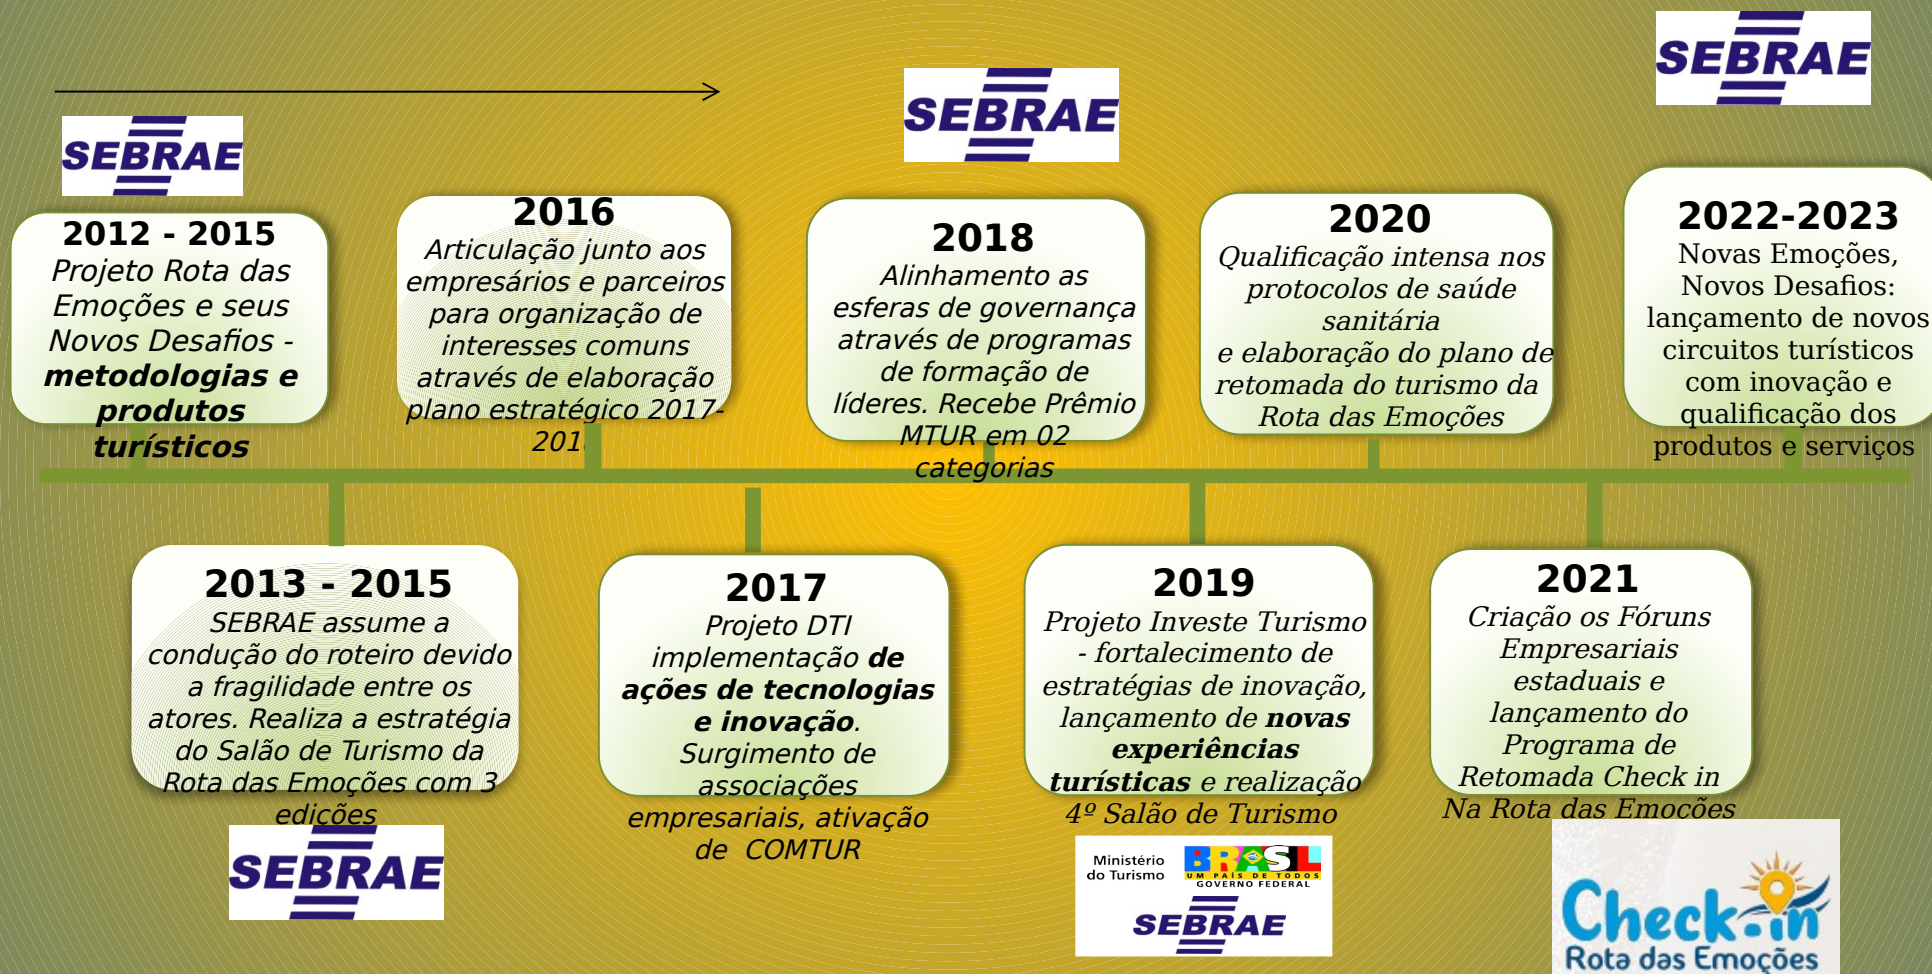 SEBRAE
SEBRAE
SEBRAE
2012 - 2015
Projeto Rota das
Emoções e seus
Novos Desafios -
metodologias e
produtos
turísticos
2016
Articulação junto aos
empresários e parceiros
para organização de
interesses comuns
através de elaboração
plano estratégico 2017-
2018
Alinhamento as
esferas de governança
através de programas
de formação de
líderes. Recebe Prêmio
MTUR em 02
categorias
2020
Qualificação intensa nos
protocolos de saúde
sanitária
e elaboração do plano de
retomada do turismo da
Rota das Emoções
2022-2023
Novas Emoções,
Novos Desafios:
lançamento de novos
circuitos turísticos
com inovação e
qualificação dos
produtos e serviços
2013 - 2015
SEBRAE assume a
condução do roteiro devido
a fragilidade entre os
atores. Realiza a estratégia
do Salão de Turismo da
Rota das Emoções com 3
edições
SEBRAE
2017
Projeto DTI
implementação de
ações de tecnologias
e inovação.
Surgimento de
associações
empresariais, ativação
de COMTUR
2019
Projeto Investe Turismo
- fortalecimento de
estratégias de inovação,
lançamento de novas
experiências
turísticas e realização
4º Salão de Turismo
Ministério
do Turismo
BRASIL
UM PAÍS DE TODOS
GOVERNO FEDERAL
SEBRAE
2021
Criação os Fóruns
Empresariais
estaduais e
lançamento do
Programa de
Retomada Check in
Na Rota das Emoções
Check-in
Rota das Emoções